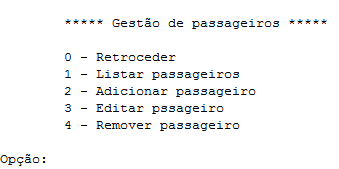 ***** Gestão de passageiros *****
0 - Retroceder
1 - Listar passageiros
2 - Adicionar passageiro
3 - Editar pssageiro
4 - Remover passageiro
Opção: